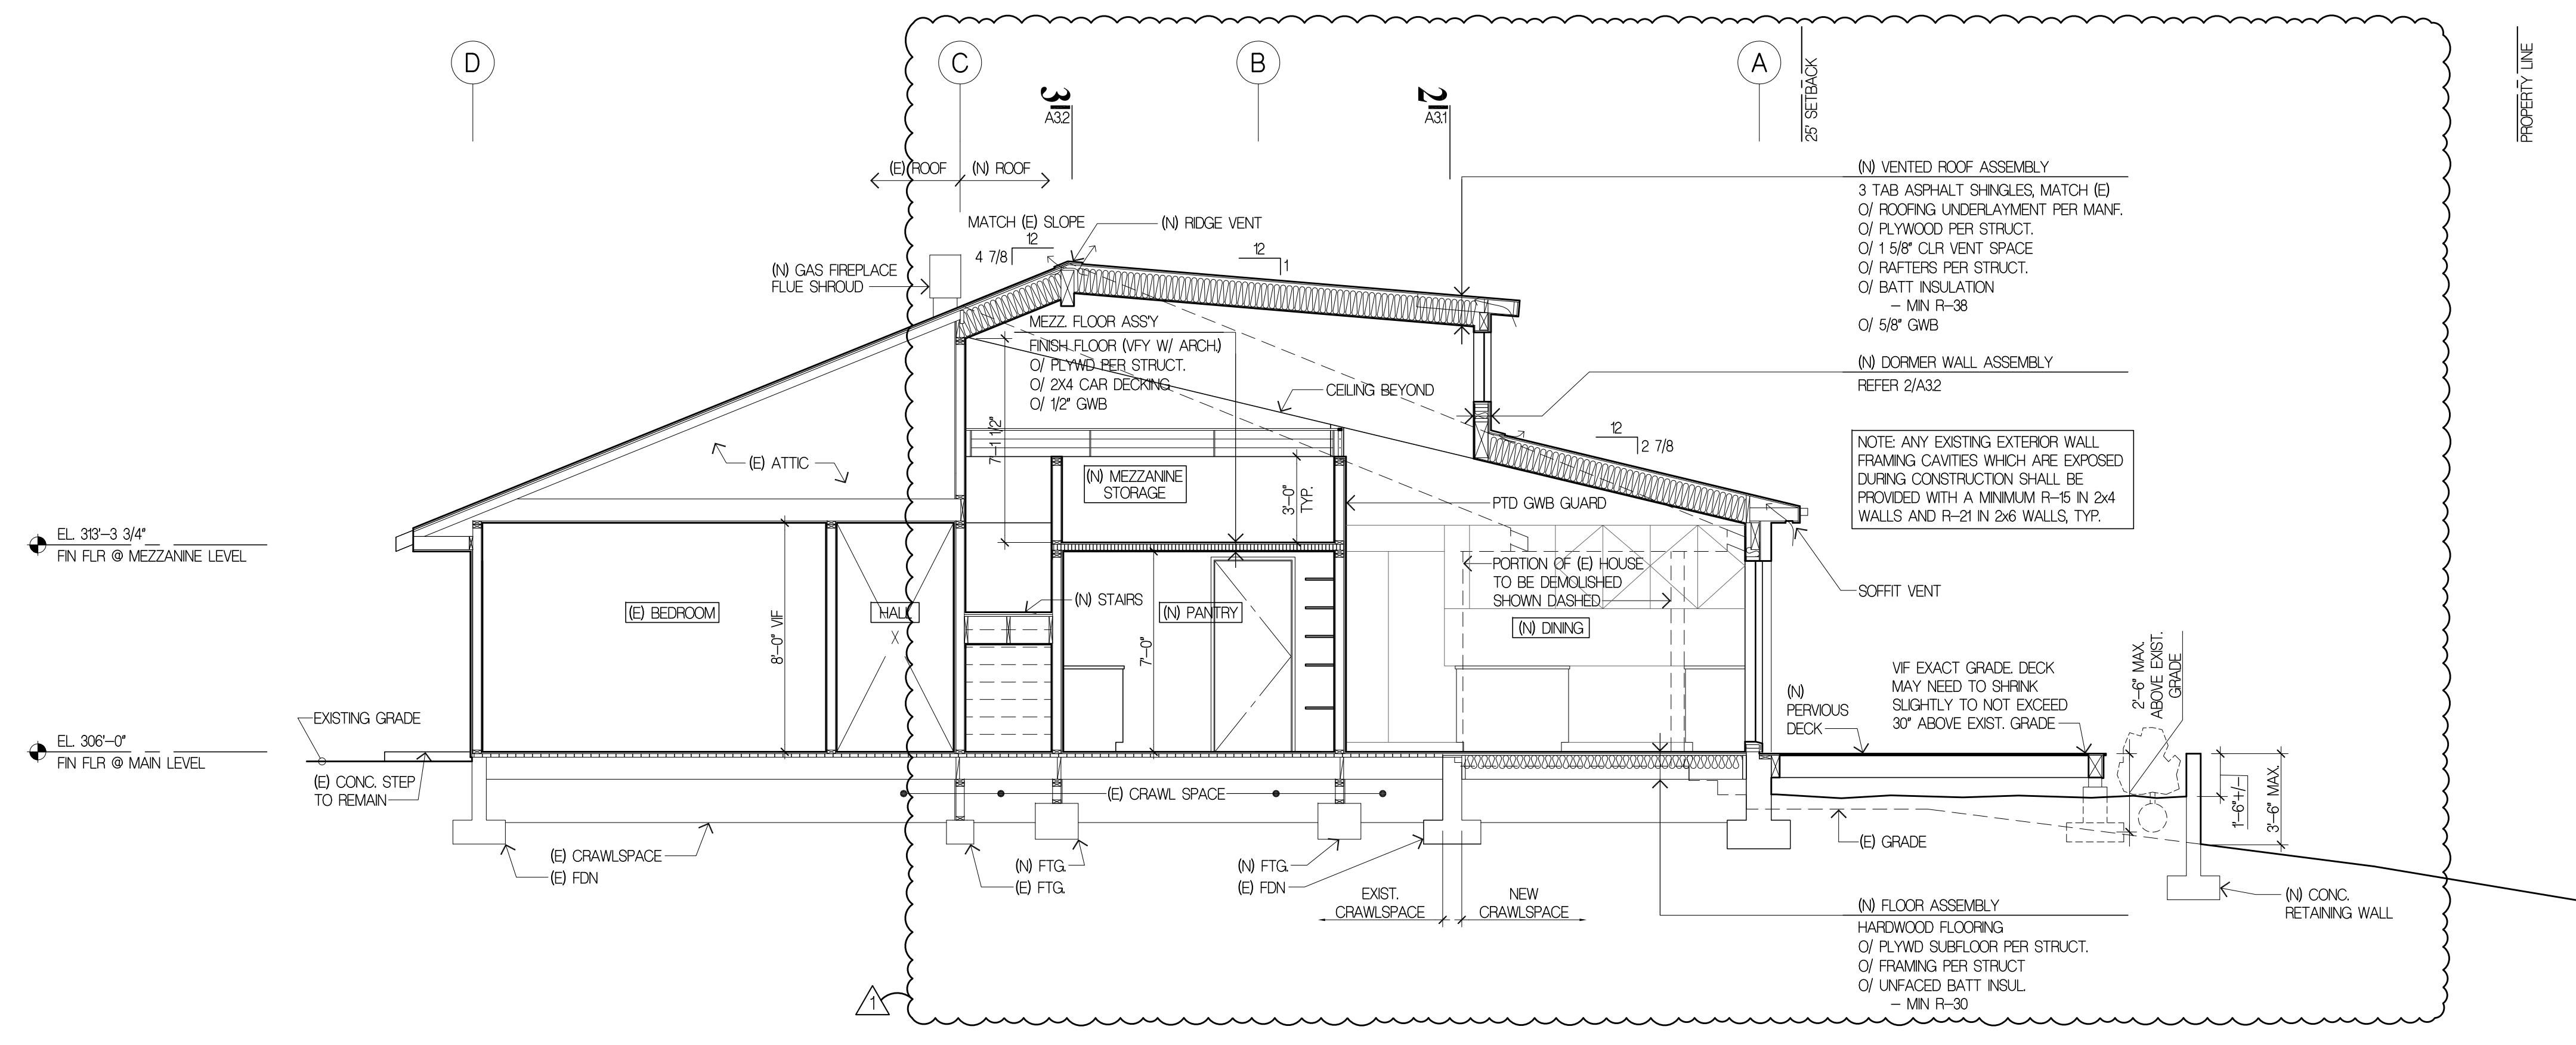 D
C
B
A
3
A3.2
2
A3.1
25' SETBACK
PROPERTY LINE
(E) ROOF
(N) ROOF
MATCH (E) SLOPE
12
4 7/8
(N) RIDGE VENT
12
1
(N) GAS FIREPLACE
FLUE SHROUD
(N) VENTED ROOF ASSEMBLY
3 TAB ASPHALT SHINGLES, MATCH (E)
O/ ROOFING UNDERLAYMENT PER MANF.
O/ PLYWOOD PER STRUCT.
O/ 1 5/8" CLR VENT SPACE
O/ RAFTERS PER STRUCT.
O/ BATT INSULATION
– MIN R–38
O/ 5/8" GWB
(N) DORMER WALL ASSEMBLY
REFER 2/A3.2
MEZZ. FLOOR ASS'Y
FINISH FLOOR (VFY W/ ARCH.)
O/ PLYWD PER STRUCT.
O/ 2X4 CAR DECKING
O/ 1/2" GWB
CEILING BEYOND
7'–1 1/2"
12
2 7/8
NOTE: ANY EXISTING EXTERIOR WALL
FRAMING CAVITIES WHICH ARE EXPOSED
DURING CONSTRUCTION SHALL BE
PROVIDED WITH A MINIMUM R–15 IN 2x4
WALLS AND R–21 IN 2x6 WALLS, TYP.
(E) ATTIC
(N) MEZZANINE
STORAGE
3'–0"
TYP.
PTD GWB GUARD
EL. 313'–3 3/4"
FIN FLR @ MEZZANINE LEVEL
PORTION OF (E) HOUSE
TO BE DEMOLISHED
SHOWN DASHED
SOFFIT VENT
(E) BEDROOM
8'–0" VIF
HALL
X
(N) STAIRS
(N) PANTRY
7'–0"
(N) DINING
2'–6" MAX.
ABOVE EXIST.
GRADE
VIF EXACT GRADE. DECK
MAY NEED TO SHRINK
SLIGHTLY TO NOT EXCEED
30" ABOVE EXIST. GRADE
(N)
PERVIOUS
DECK
EXISTING GRADE
EL. 306'–0"
FIN FLR @ MAIN LEVEL
(E) CONC. STEP
TO REMAIN
(E) CRAWL SPACE
1'–6"+/–
3'–6" MAX.
(E) GRADE
(E) CRAWLSPACE
(E) FDN
(N) FTG.
(E) FTG.
(N) FTG.
(E) FDN
EXIST.
CRAWLSPACE
NEW
CRAWLSPACE
(N) CONC.
RETAINING WALL
(N) FLOOR ASSEMBLY
HARDWOOD FLOORING
O/ PLYWD SUBFLOOR PER STRUCT.
O/ FRAMING PER STRUCT
O/ UNFACED BATT INSUL.
– MIN R–30
1